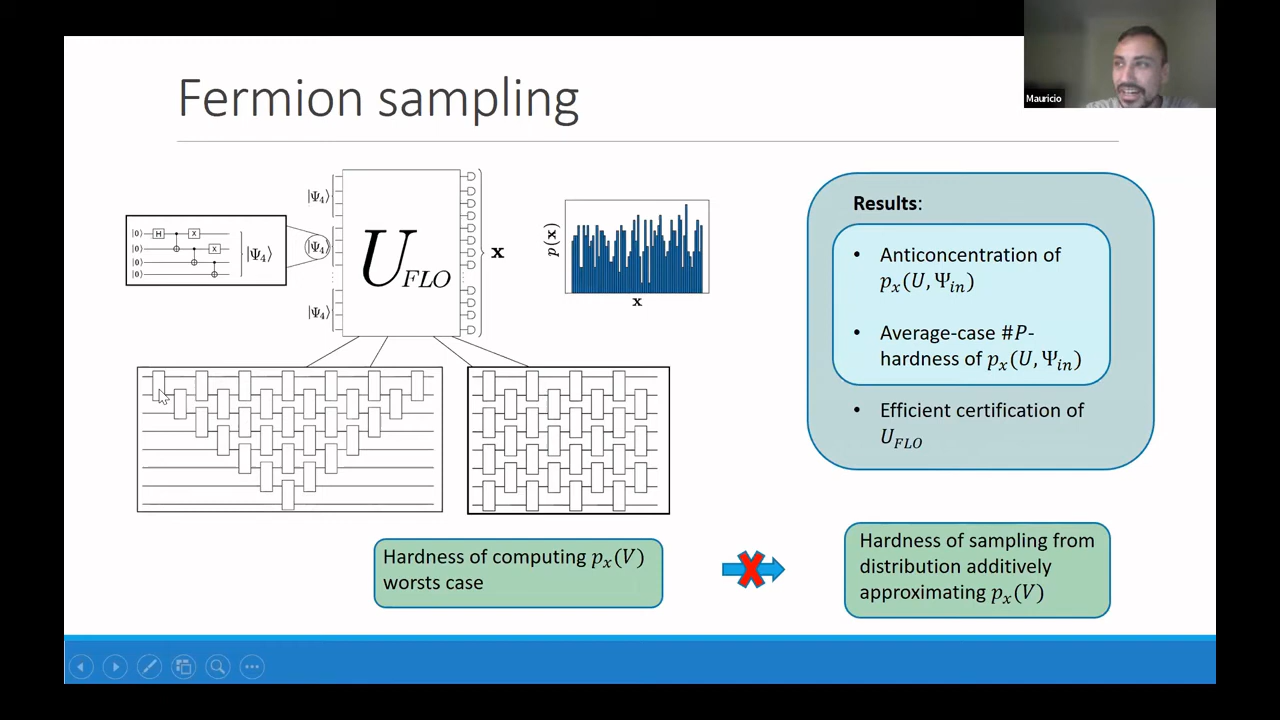 Mauricio
Fermion sampling
|Ψ₄⟩
|0⟩ H X
|0⟩ X
|0⟩
|0⟩
|Ψ₄⟩
|Ψ₄⟩
|Ψ₄⟩
U_FLO
x
p(x)
x
Results:
• Anticoncentration of
pₓ(U, Ψᵢₙ)
• Average-case #P-
hardness of pₓ(U, Ψᵢₙ)
• Efficient certification of
U_FLO
Hardness of computing pₓ(V)
worsts case
Hardness of sampling from
distribution additively
approximating pₓ(V)